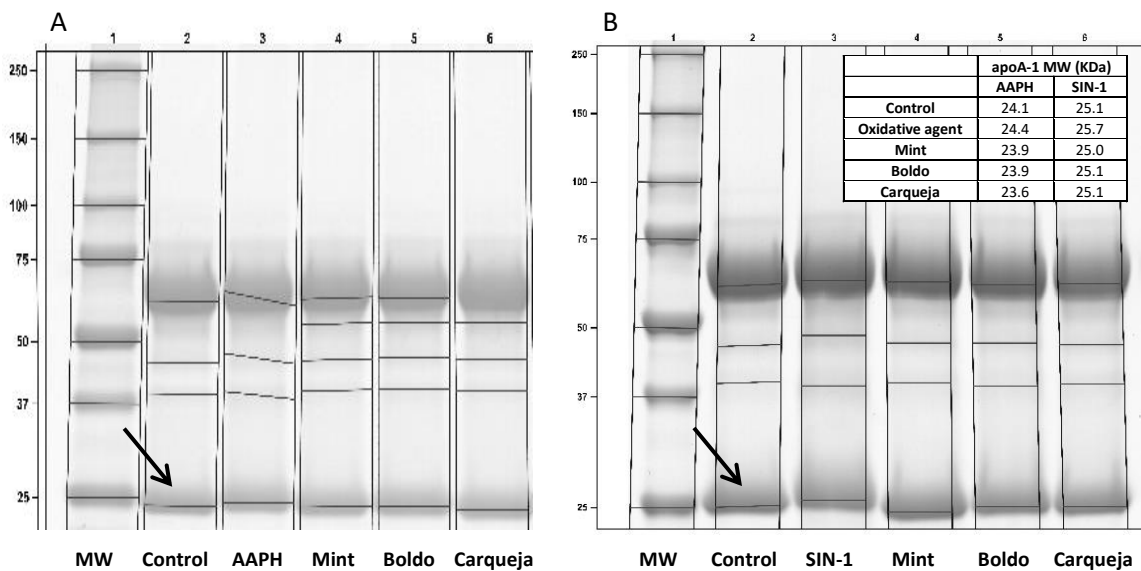 A
1 2 3 4 5 6
250
150
100
75
50
37
25
MW Control AAPH Mint Boldo Carqueja
B
1 2 3 4 5 6
250
150
100
75
50
37
25
apoA-1 MW (KDa)
AAPH SIN-1
Control 24.1 25.1
Oxidative agent 24.4 25.7
Mint 23.9 25.0
Boldo 23.9 25.1
Carqueja 23.6 25.1
MW Control SIN-1 Mint Boldo Carqueja